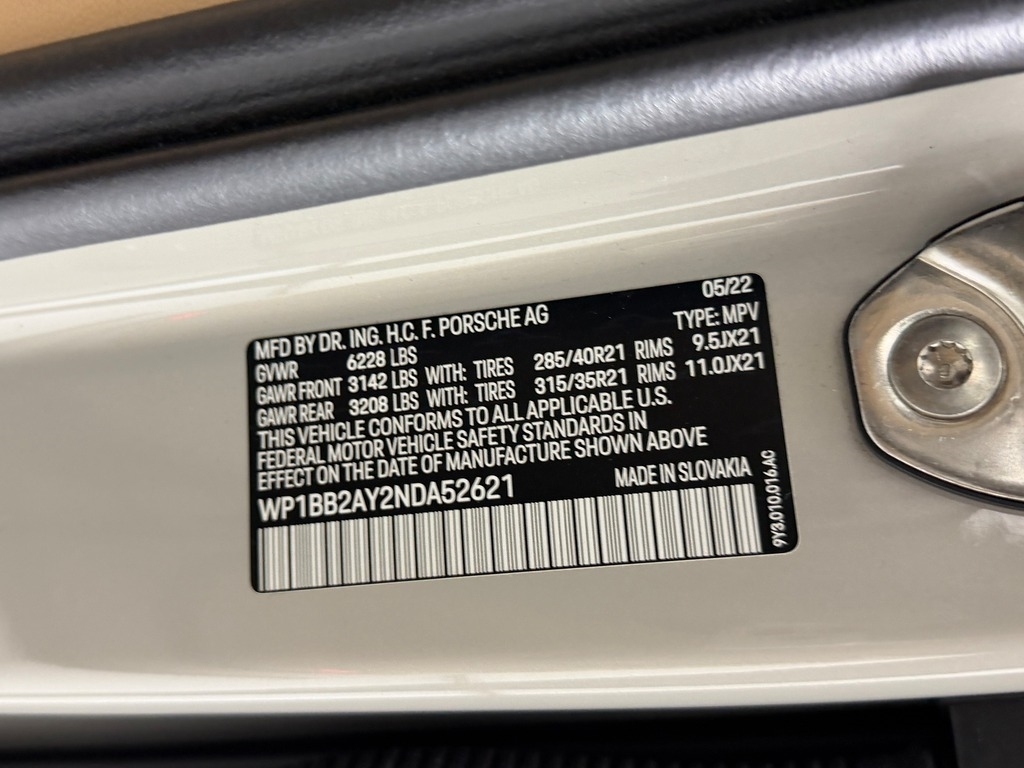 05/22
MFD BY DR. ING. H.C. F. PORSCHE AG TYPE: MPV
GVWR 6228 LBS
GAWR FRONT 3142 LBS WITH: TIRES 285/40R21 RIMS 9.5JX21
GAWR REAR 3208 LBS WITH: TIRES 315/35R21 RIMS 11.0JX21
THIS VEHICLE CONFORMS TO ALL APPLICABLE U.S.
FEDERAL MOTOR VEHICLE SAFETY STANDARDS IN
EFFECT ON THE DATE OF MANUFACTURE SHOWN ABOVE
WP1BB2AY2NDA52621 MADE IN SLOVAKIA
9Y3.010.016.AC